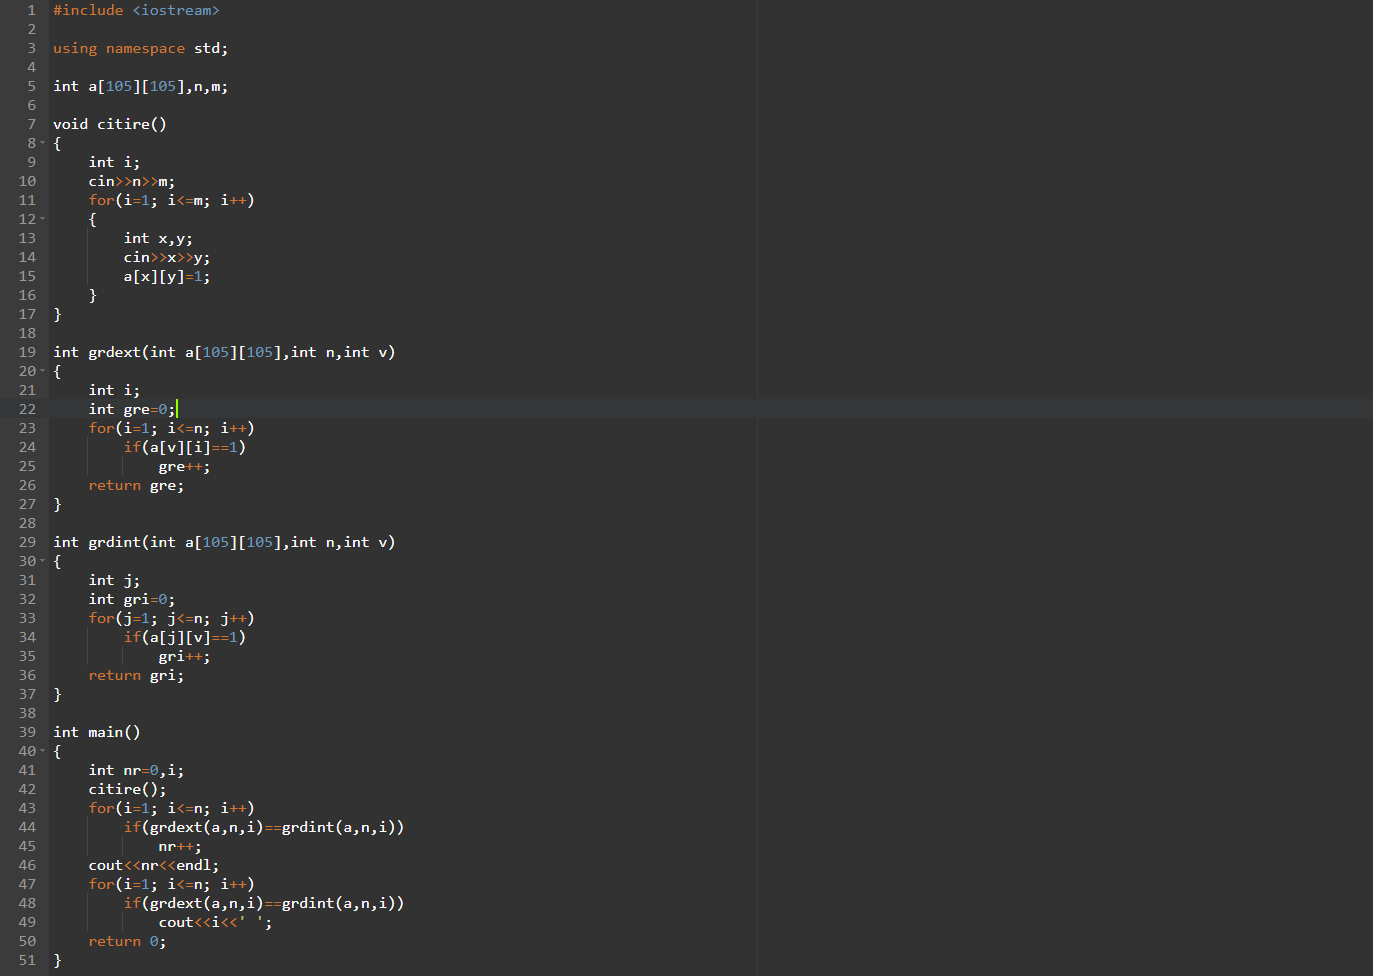 1 #include <iostream>
2
3 using namespace std;
4
5 int a[105][105],n,m;
6
7 void citire()
8 {
9     int i;
10     cin>>n>>m;
11     for(i=1; i<=m; i++)
12     {
13         int x,y;
14         cin>>x>>y;
15         a[x][y]=1;
16     }
17 }
18
19 int grdext(int a[105][105],int n,int v)
20 {
21     int i;
22     int gre=0;
23     for(i=1; i<=n; i++)
24         if(a[v][i]==1)
25             gre++;
26     return gre;
27 }
28
29 int grdint(int a[105][105],int n,int v)
30 {
31     int j;
32     int gri=0;
33     for(j=1; j<=n; j++)
34         if(a[j][v]==1)
35             gri++;
36     return gri;
37 }
38
39 int main()
40 {
41     int nr=0,i;
42     citire();
43     for(i=1; i<=n; i++)
44         if(grdext(a,n,i)==grdint(a,n,i))
45             nr++;
46     cout<<nr<<endl;
47     for(i=1; i<=n; i++)
48         if(grdext(a,n,i)==grdint(a,n,i))
49             cout<<i<<' ';
50     return 0;
51 }